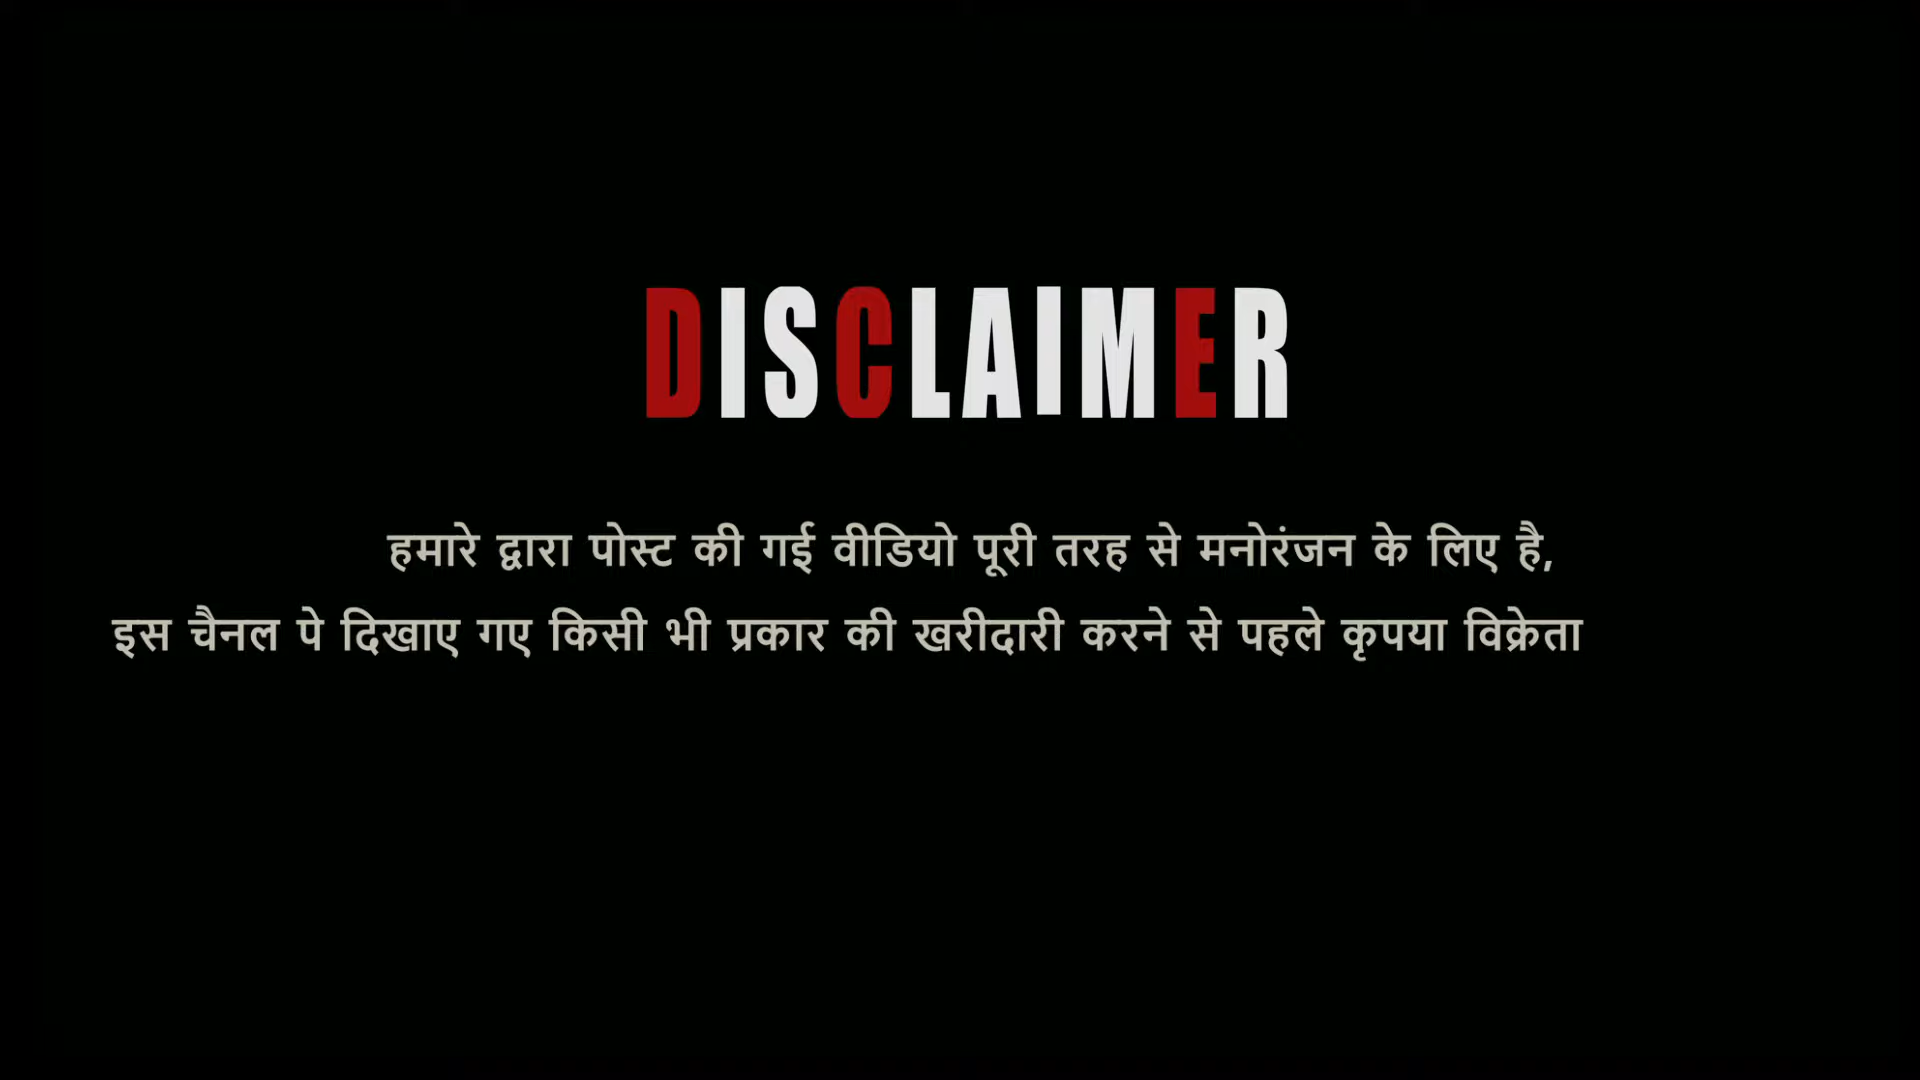 DISCLAIMER
हमारे द्वारा पोस्ट की गई वीडियो पूरी तरह से मनोरंजन के लिए है,
इस चैनल पे दिखाए गए किसी भी प्रकार की खरीदारी करने से पहले कृपया विक्रेता